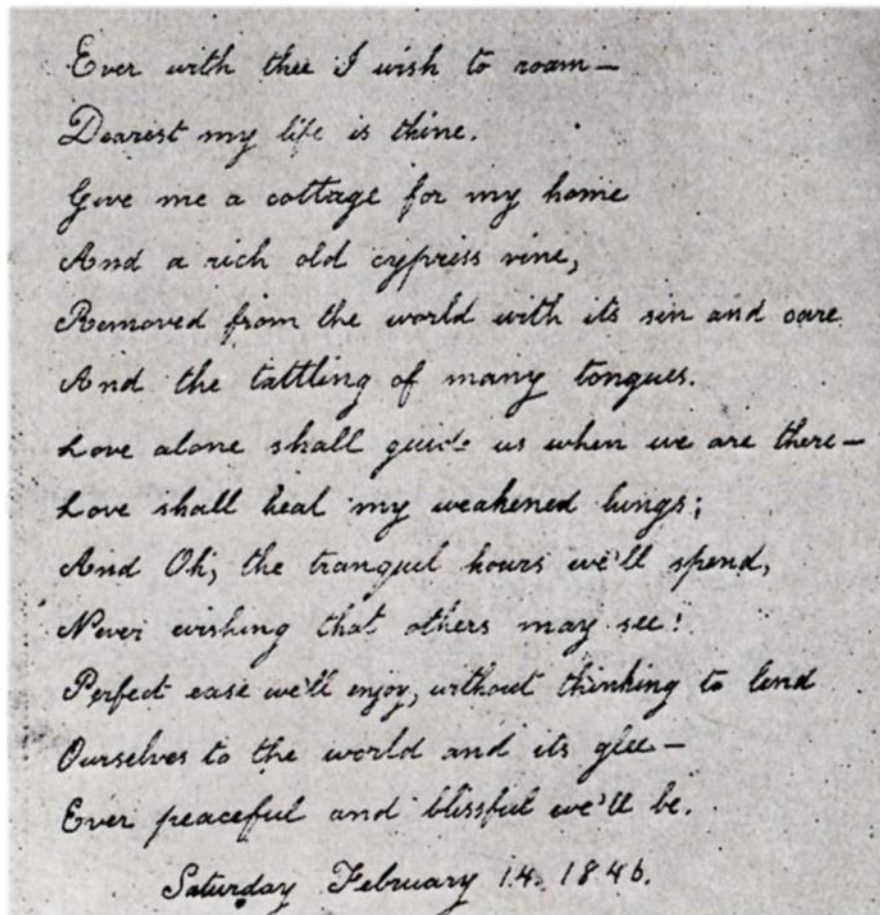 Ever with thee I wish to roam —
Dearest my life is thine.
Give me a cottage for my home
And a rich old cypress vine,
Removed from the world with its sin and care
And the tattling of many tongues.
Love alone shall guide us when we are there —
Love shall heal my weakened lungs;
And Oh, the tranquil hours we'll spend,
Never wishing that others may see!
Perfect ease we'll enjoy, without thinking to lend
Ourselves to the world and its glee —
Ever peaceful and blissful we'll be.
Saturday February 14. 1846.